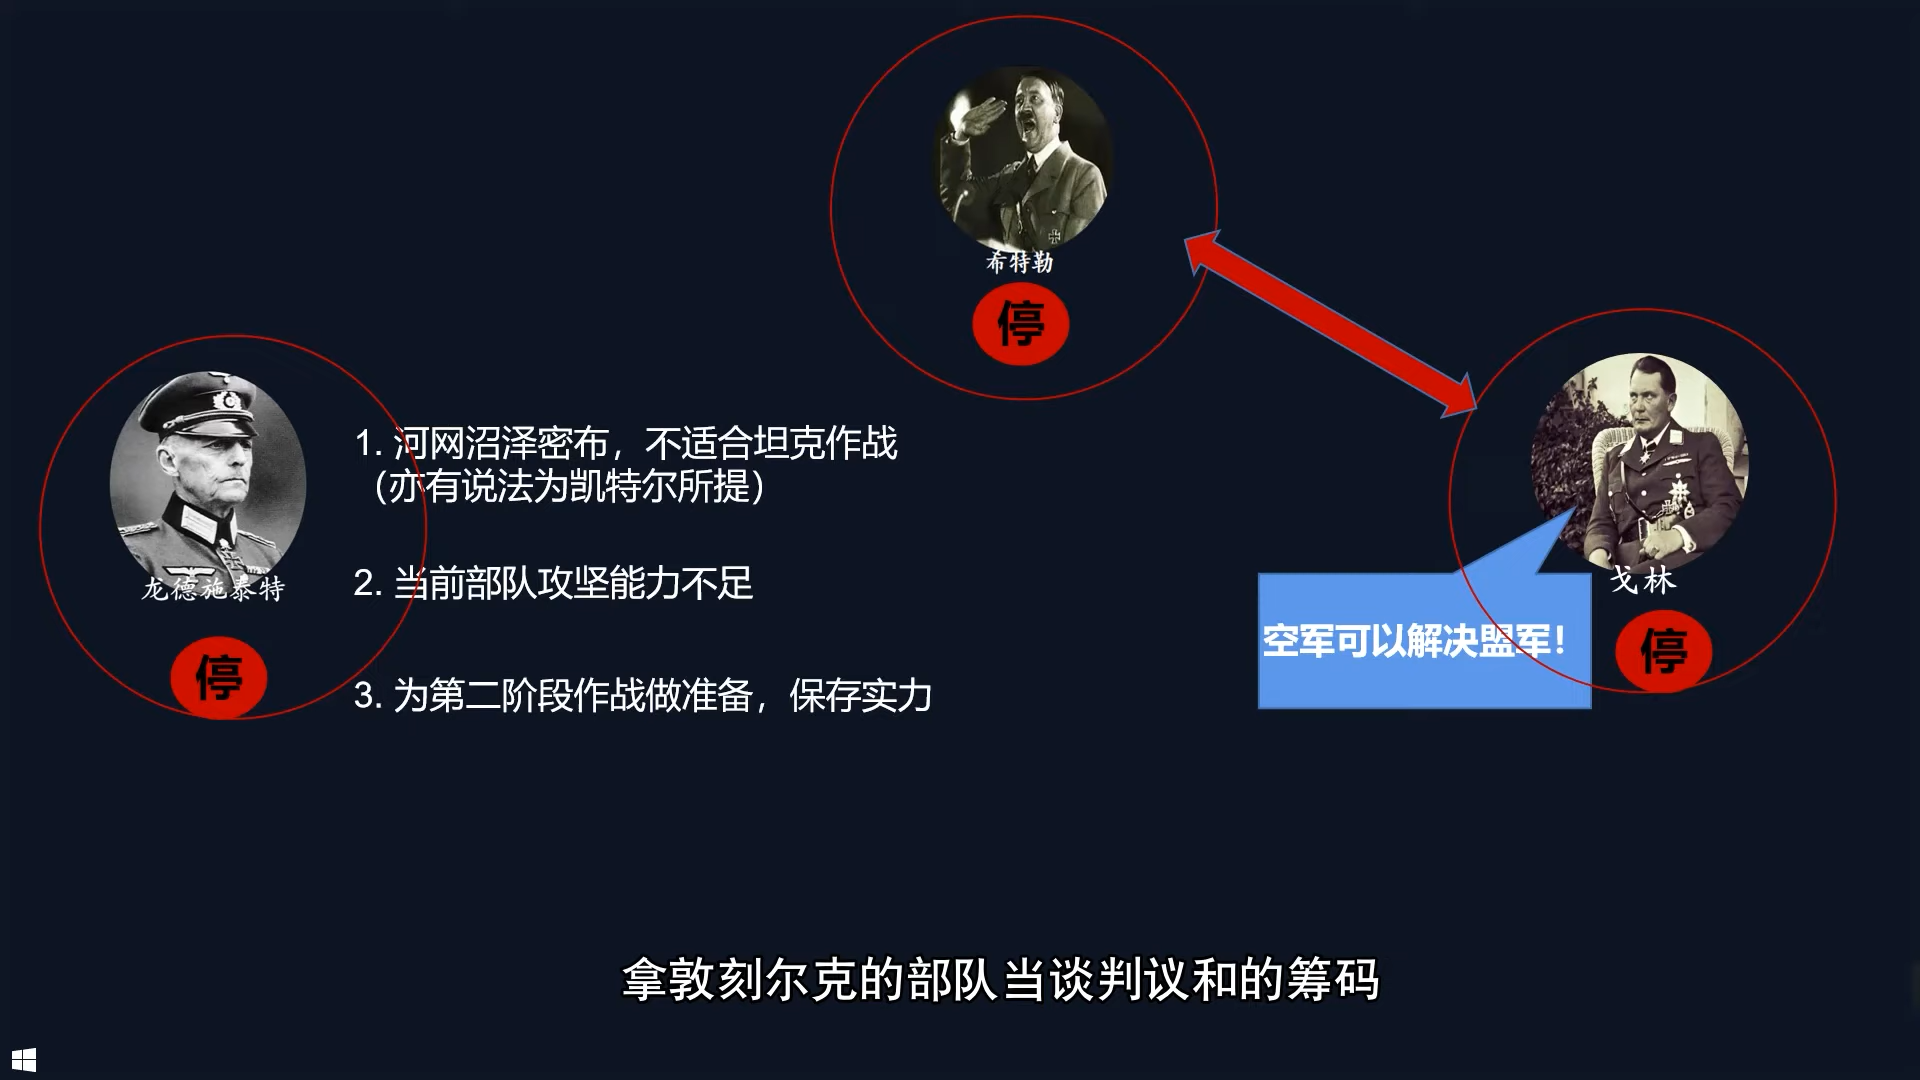 希特勒
停
1. 河网沼泽密布，不适合坦克作战
（亦有说法为凯特尔所提）
2. 当前部队攻坚能力不足
3. 为第二阶段作战做准备，保存实力
龙德施泰特
停
戈林
空军可以解决盟军！
停
拿敦刻尔克的部队当谈判议和的筹码